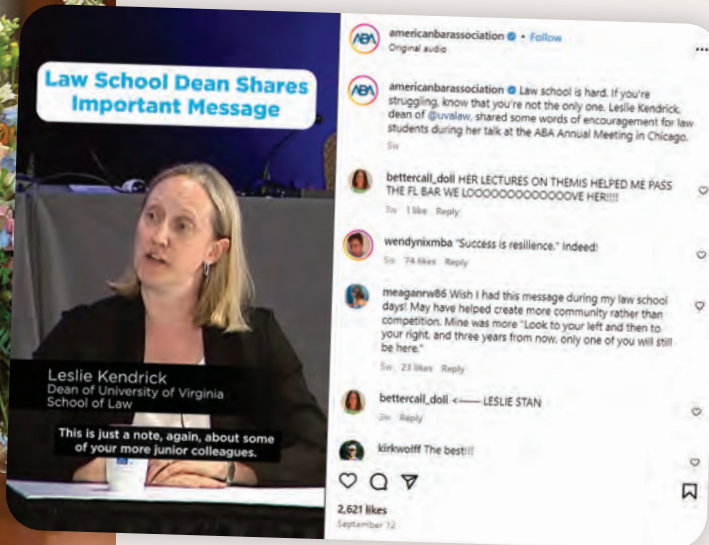 Law School Dean Shares
Important Message
Leslie Kendrick
Dean of University of Virginia
School of Law
This is just a note, again, about some
of your more junior colleagues.
ABA
americanbarassociation • Follow
Original audio
ABA
americanbarassociation Law school is hard. If you're
struggling, know that you're not the only one. Leslie Kendrick,
dean of @uvalaw, shared some words of encouragement for law
students during her talk at the ABA Annual Meeting in Chicago.
5w
bettercall_doll HER LECTURES ON THEMIS HELPED ME PASS
THE FL BAR WE LOOOOOOOOOOOOOVE HER!!!!
3w 1 like Reply
wendynixmba "Success is resilience." Indeed!
5w 74 likes Reply
meaganrw86 Wish I had this message during my law school
days! May have helped create more community rather than
competition. Mine was more "Look to your left and then to
your right, and three years from now, only one of you will still
be here."
5w 23 likes Reply
bettercall_doll <—— LESLIE STAN
3w Reply
kirkwolff The best!!!
2,621 likes
September 12